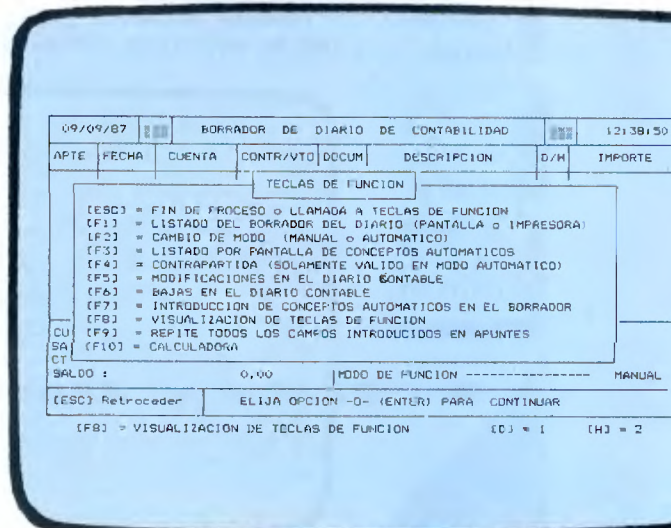 09/09/87 BORRADOR DE DIARIO DE CONTABILIDAD 12:38:50
APTE FECHA CUENTA CONTR/VTO DOCUM DESCRIPCION D/H IMPORTE
TECLAS DE FUNCION
[ESC] = FIN DE PROCESO o LLAMADA A TECLAS DE FUNCION
[F1] = LISTADO DEL BORRADOR DEL DIARIO (PANTALLA o IMPRESORA)
[F2] = CAMBIO DE MODO (MANUAL o AUTOMATICO)
[F3] = LISTADO POR PANTALLA DE CONCEPTOS AUTOMATICOS
[F4] = CONTRAPARTIDA (SOLAMENTE VALIDO EN MODO AUTOMATICO)
[F5] = MODIFICACIONES EN EL DIARIO CONTABLE
[F6] = BAJAS EN EL DIARIO CONTABLE
[F7] = INTRODUCCION DE CONCEPTOS AUTOMATICOS EN EL BORRADOR
[F8] = VISUALIZACION DE TECLAS DE FUNCION
CU [F9] = REPITE TODOS LOS CAMPOS INTRODUCIDOS EN APUNTES
SA [F10] = CALCULADORA
CT
SALDO : 0,00 MODO DE FUNCION ---------------- MANUAL
[ESC] Retroceder ELIJA OPCION -O- (ENTER) PARA CONTINUAR
[F8] = VISUALIZACION DE TECLAS DE FUNCION [D] = 1 [H] = 2